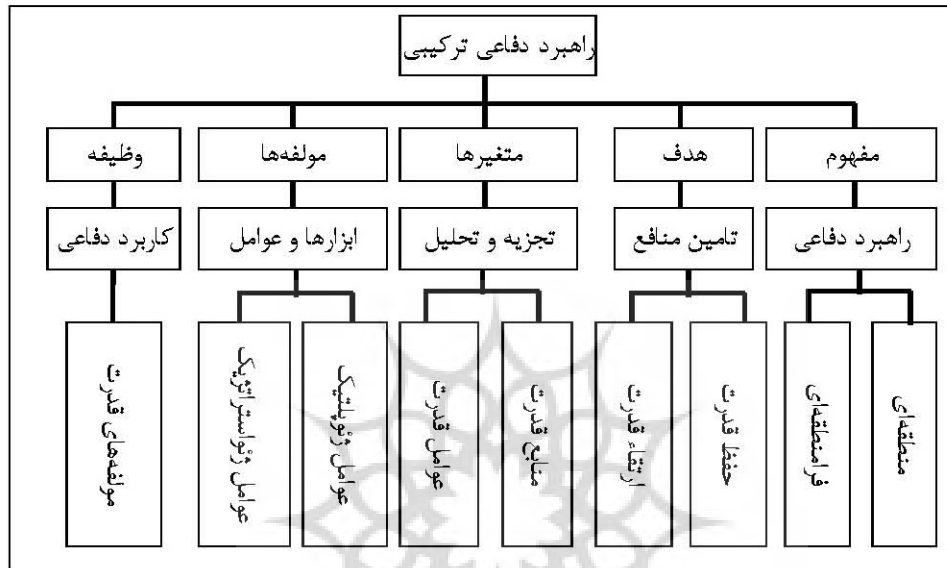 راهبرد دفاعی ترکیبی
مفهوم
هدف
متغیرها
مولفه‌ها
وظیفه
راهبرد دفاعی
تامین منافع
تجزیه و تحلیل
ابزارها و عوامل
کاربرد دفاعی
منطقه‌ای
فرامنطقه‌ای
حفظ قدرت
ارتقاء قدرت
منابع قدرت
عوامل قدرت
عوامل ژئوپلتیک
عوامل ژئواستراتژیک
مولفه‌های قدرت